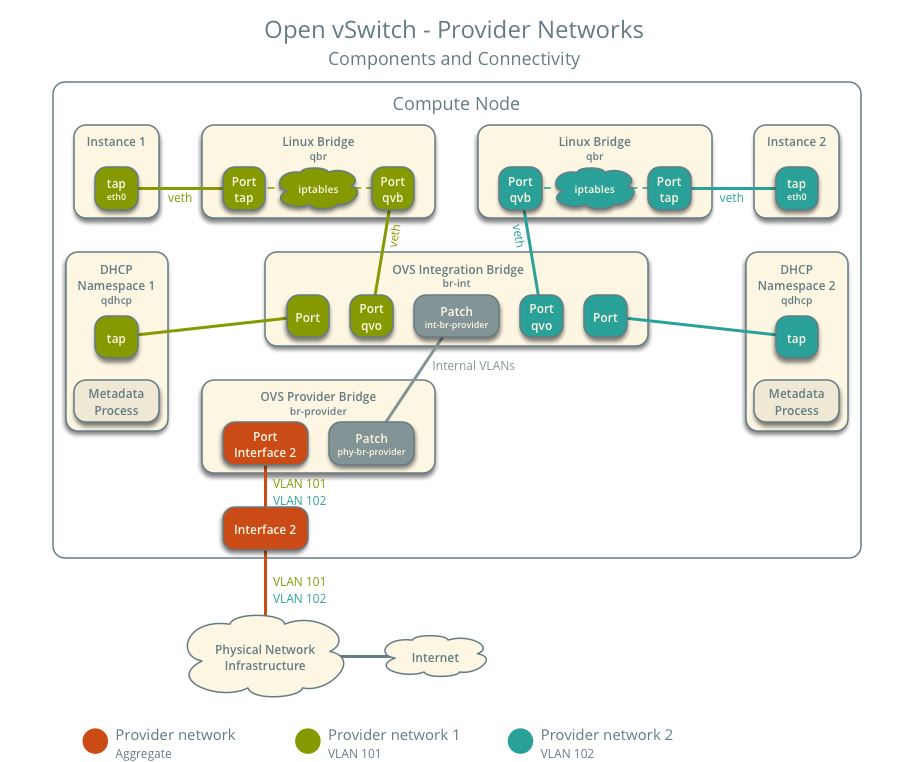 Open vSwitch - Provider Networks
Components and Connectivity
Compute Node
Instance 1
tap
eth0
veth
Linux Bridge
qbr
Port
tap
iptables
Port
qvb
Linux Bridge
qbr
Port
qvb
iptables
Port
tap
veth
Instance 2
tap
eth0
veth
veth
DHCP
Namespace 1
qdhcp
tap
Metadata
Process
OVS Integration Bridge
br-int
Port
Port
qvo
Patch
int-br-provider
Port
qvo
Port
DHCP
Namespace 2
qdhcp
tap
Metadata
Process
Internal VLANs
OVS Provider Bridge
br-provider
Port
Interface 2
Patch
phy-br-provider
VLAN 101
VLAN 102
Interface 2
VLAN 101
VLAN 102
Physical Network
Infrastructure
Internet
Provider network
Aggregate
Provider network 1
VLAN 101
Provider network 2
VLAN 102